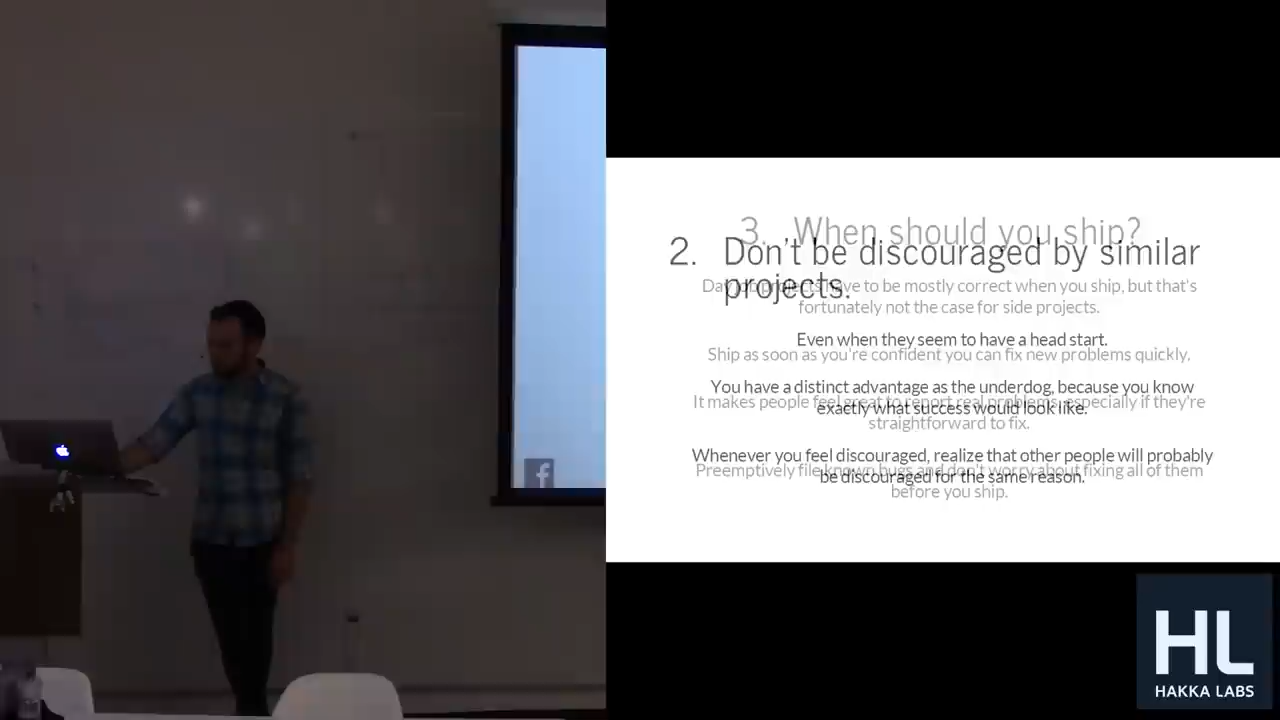 3. When should you ship?
2. Don't be discouraged by similar
projects.
Day job projects have to be mostly correct when you ship, but that's
fortunately not the case for side projects.
Even when they seem to have a head start.
Ship as soon as you're confident you can fix new problems quickly.
You have a distinct advantage as the underdog, because you know
exactly what success would look like.
It makes people feel great to report real problems, especially if they're
straightforward to fix.
Whenever you feel discouraged, realize that other people will probably
be discouraged for the same reason.
Preemptively file known bugs and don't worry about fixing all of them
before you ship.
f
HL
HAKKA LABS